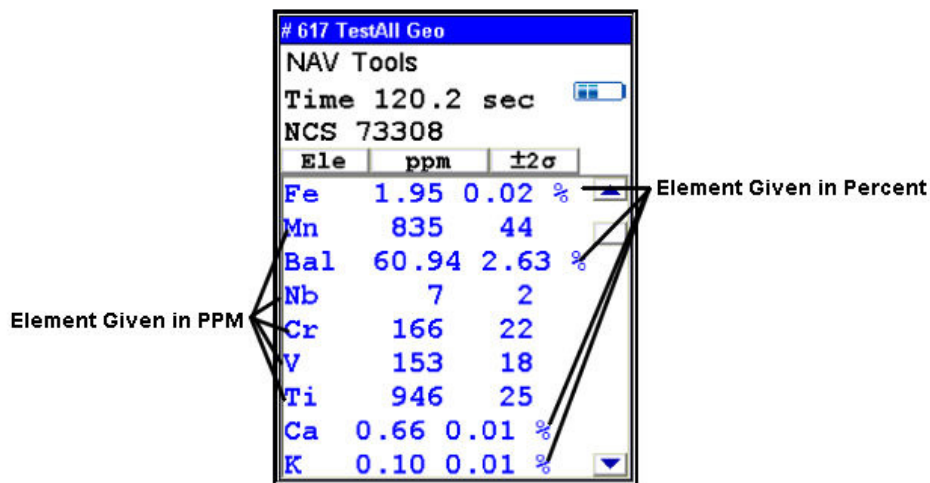 # 617 TestAll Geo
NAV Tools
Time 120.2 sec
NCS 73308
Ele ppm ±2σ
Fe 1.95 0.02 %
Mn 835 44
Bal 60.94 2.63 %
Nb 7 2
Cr 166 22
V 153 18
Ti 946 25
Ca 0.66 0.01 %
K 0.10 0.01 %
Element Given in Percent
Element Given in PPM